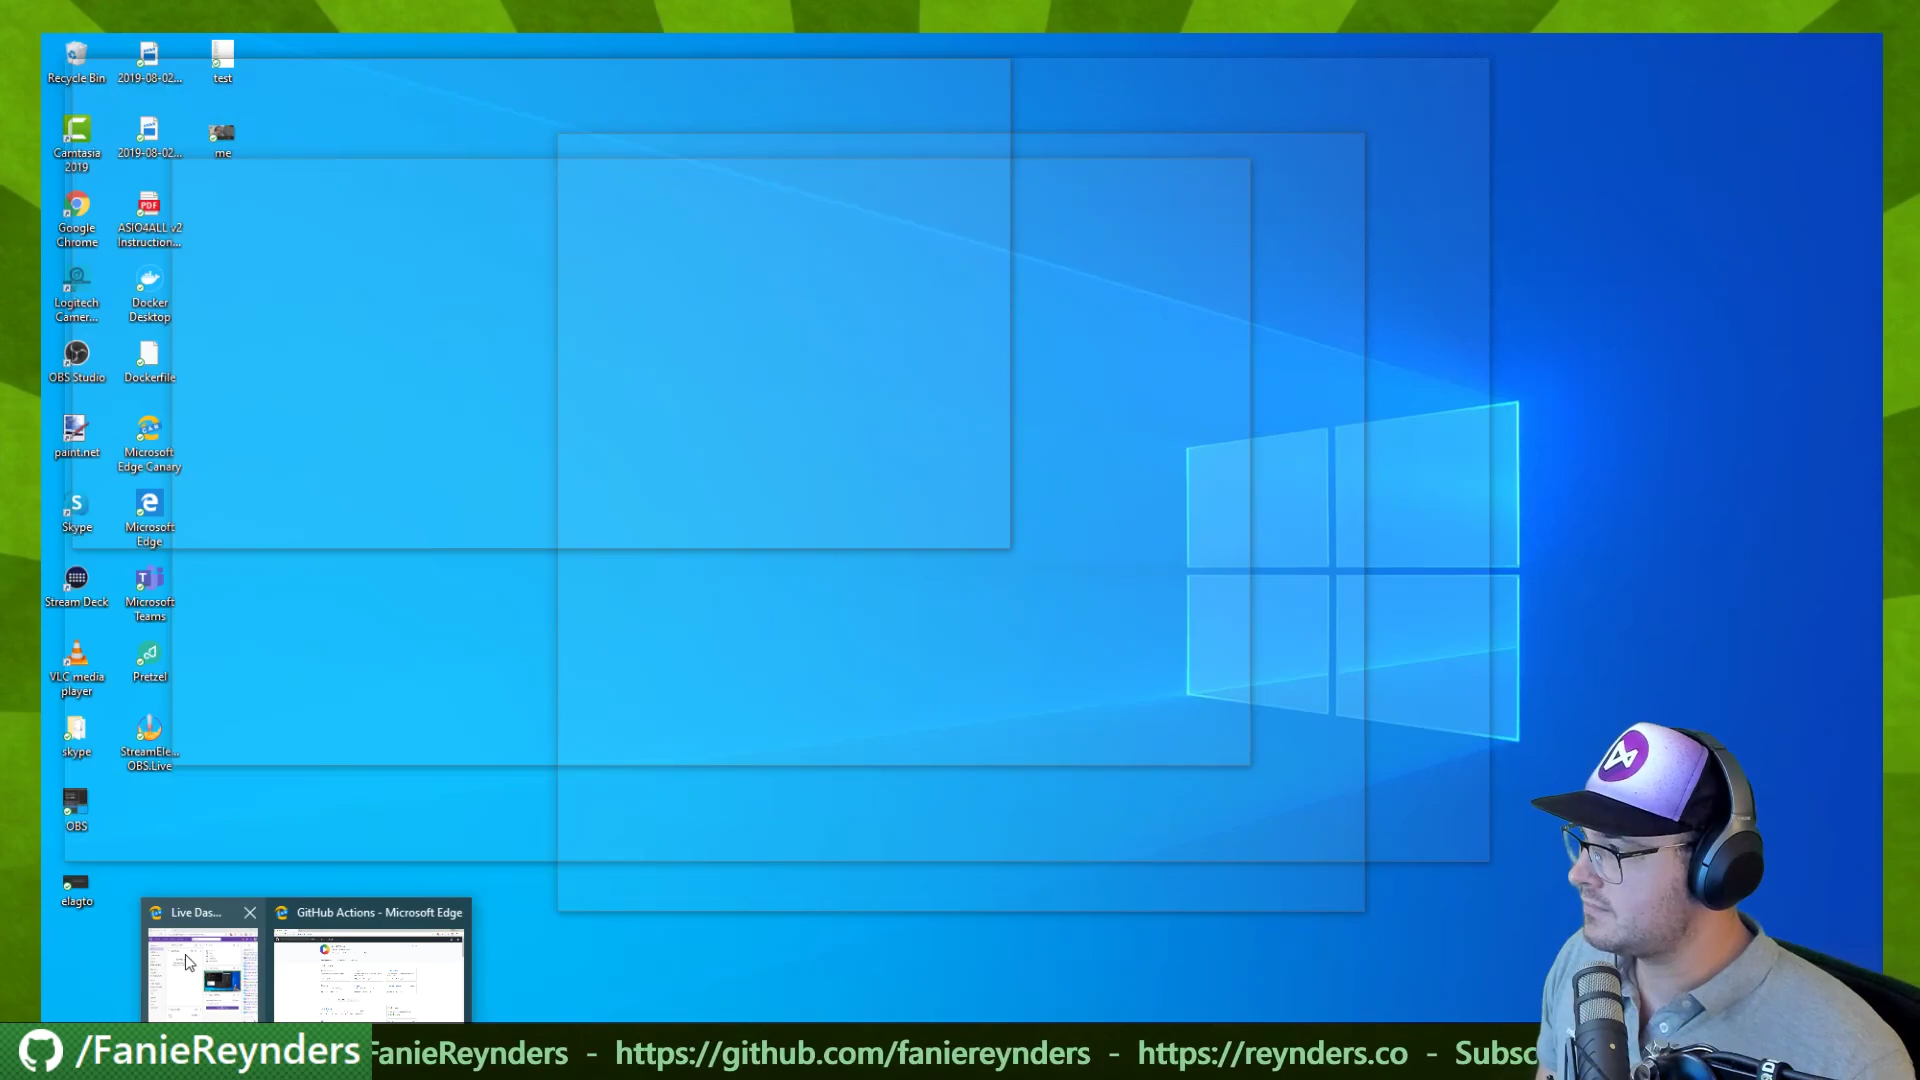 Recycle Bin
2019-08-02...
test
Camtasia
2019
2019-08-02...
me
Google
Chrome
ASIO4ALL v2
Instruction...
Logitech
Camer...
Docker
Desktop
OBS Studio
Dockerfile
paint.net
Microsoft
Edge Canary
Skype
Microsoft
Edge
Stream Deck
Microsoft
Teams
VLC media
player
Pretzel
skype
StreamEle...
OBS.Live
OBS
elagto
Live Das...
GitHub Actions - Microsoft Edge
/FanieReynders
FanieReynders - https://github.com/faniereynders - https://reynders.co - Subsc